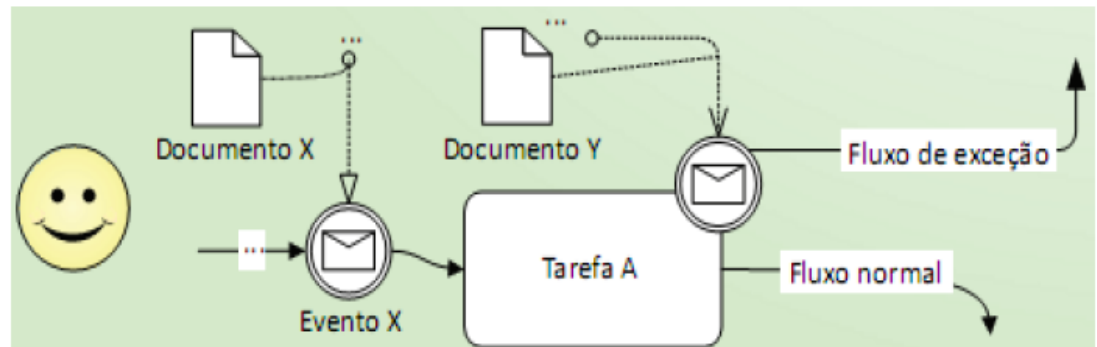 ...
...
Documento X
Documento Y
Fluxo de exceção
...
Tarefa A
Fluxo normal
Evento X